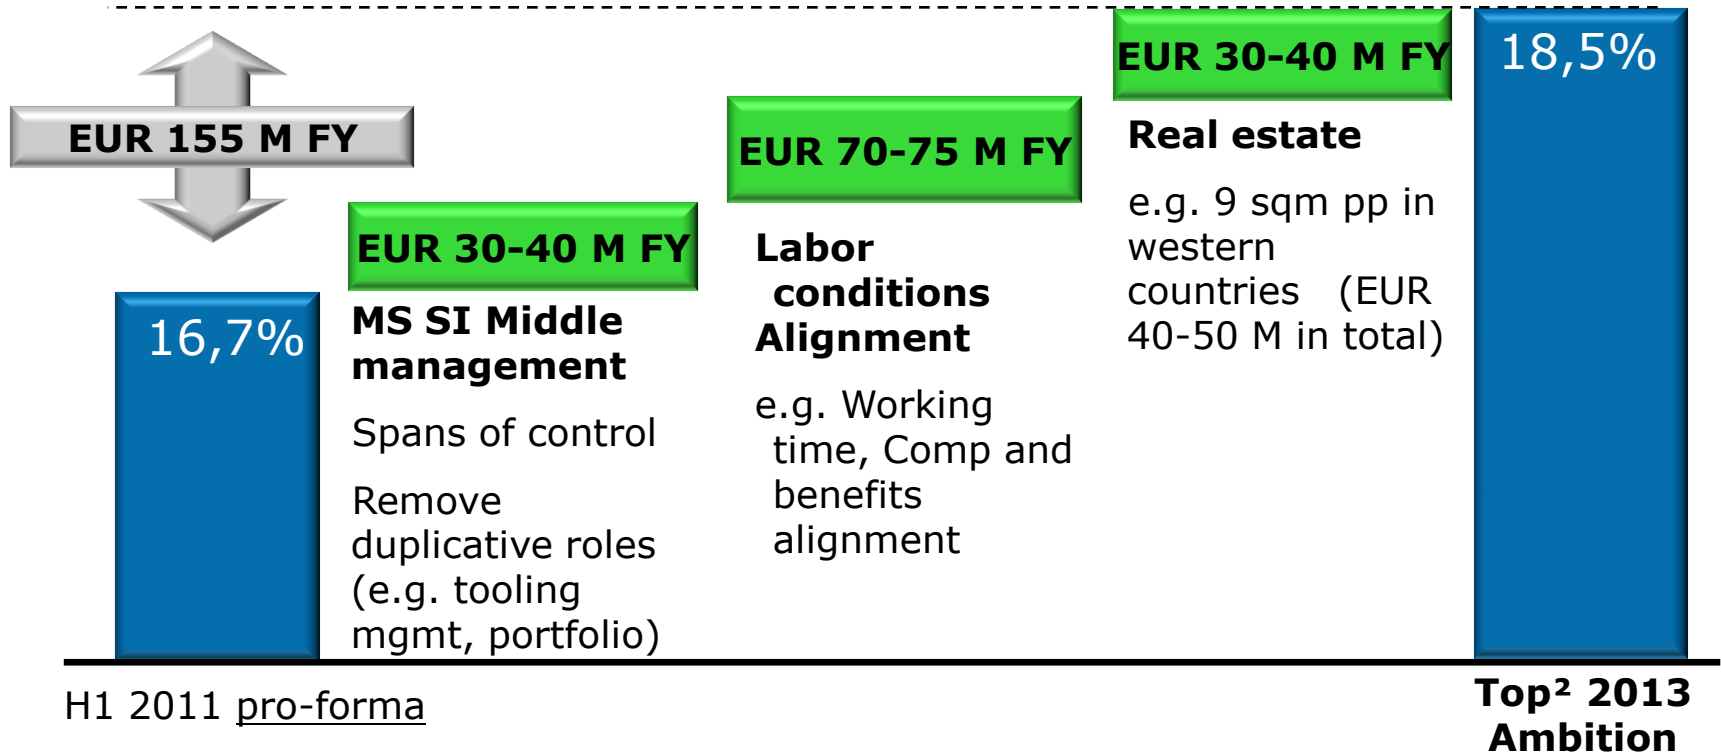 EUR 155 M FY
16,7%
EUR 30-40 M FY
MS SI Middle
management
Spans of control
Remove
duplicative roles
(e.g. tooling
mgmt, portfolio)
EUR 70-75 M FY
Labor
conditions
Alignment
e.g. Working
time, Comp and
benefits
alignment
EUR 30-40 M FY
Real estate
e.g. 9 sqm pp in
western
countries (EUR
40-50 M in total)
18,5%
H1 2011 pro-forma
Top² 2013
Ambition